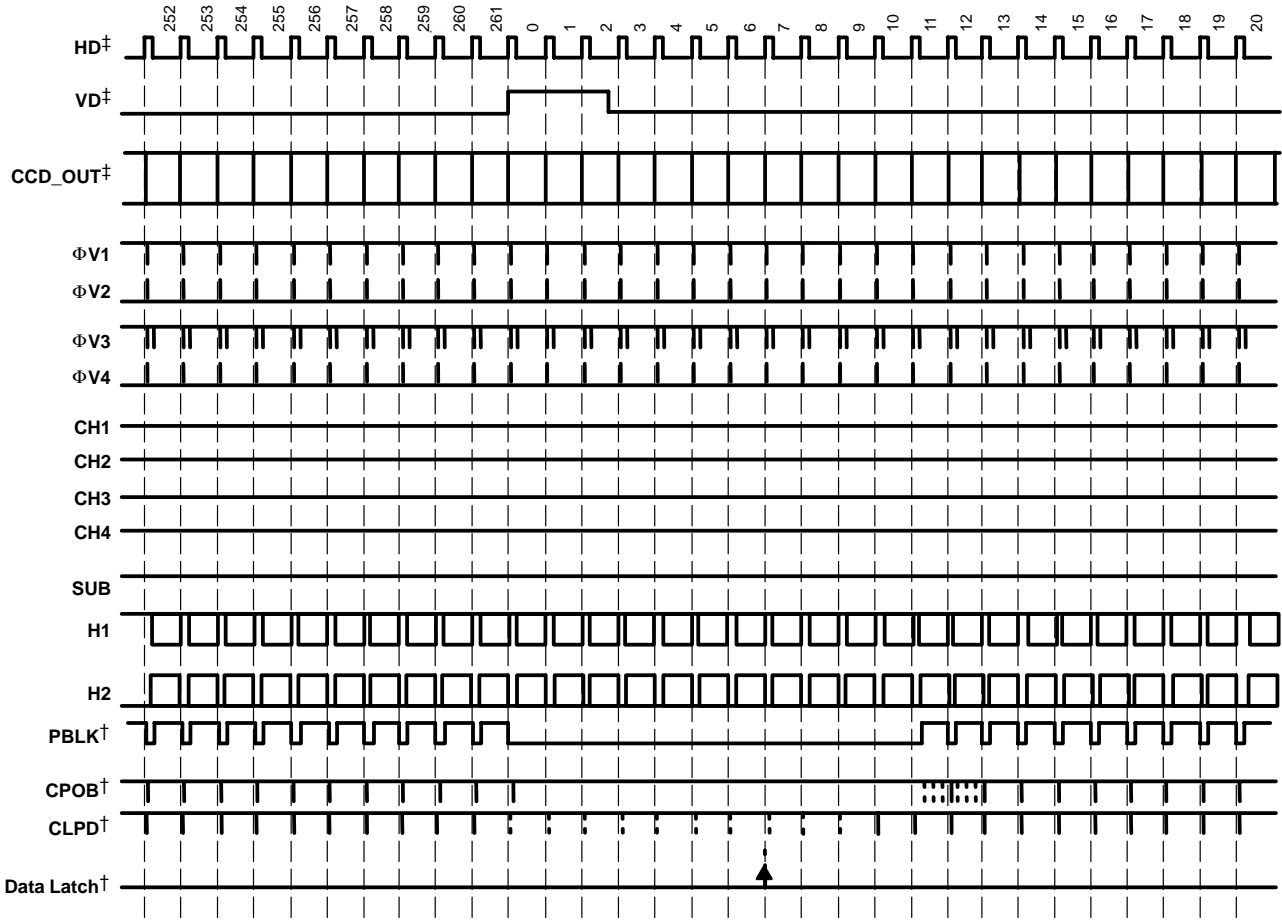 252 253 254 255 256 257 258 259 260 261 0 1 2 3 4 5 6 7 8 9 10 11 12 13 14 15 16 17 18 19 20
HD‡
VD‡
CCD_OUT‡
ΦV1
ΦV2
ΦV3
ΦV4
CH1
CH2
CH3
CH4
SUB
H1
H2
PBLK†
CPOB†
CLPD†
Data Latch†